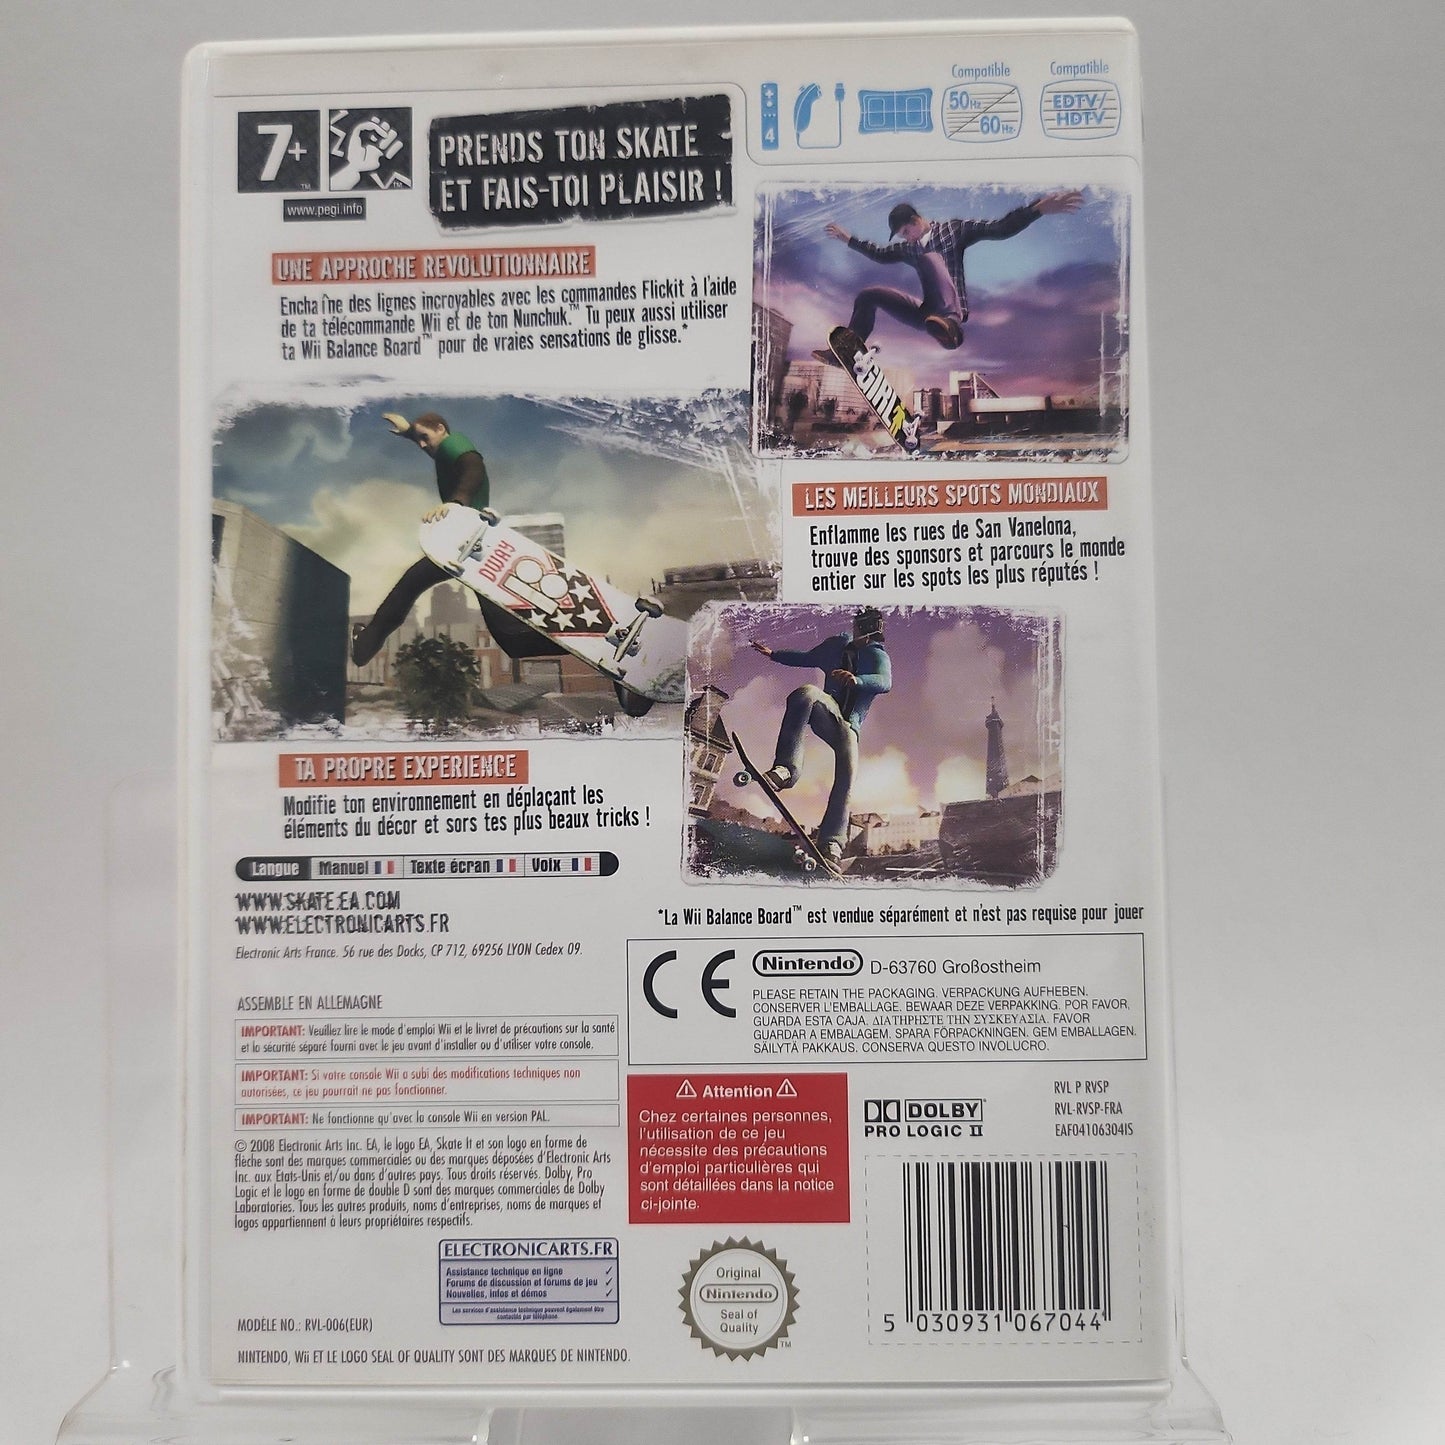 Compatible
Compatible
4
50Hz
60Hz
EDTV/
HDTV
7+
www.pegi.info
PRENDS TON SKATE
ET FAIS-TOI PLAISIR !
UNE APPROCHE REVOLUTIONNAIRE
Enchaîne des lignes incroyables avec les commandes Flickit à l'aide
de ta télécommande Wii et de ton Nunchuk.™ Tu peux aussi utiliser
ta Wii Balance Board™ pour de vraies sensations de glisse.*
GIRL
DWAY
LES MEILLEURS SPOTS MONDIAUX
Enflamme les rues de San Vanelona,
trouve des sponsors et parcours le monde
entier sur les spots les plus réputés !
TA PROPRE EXPERIENCE
Modifie ton environnement en déplaçant les
éléments du décor et sors tes plus beaux tricks !
Langue Manuel Texte écran Voix
WWW.SKATE.EA.COM
WWW.ELECTRONICARTS.FR
Electronic Arts France. 56 rue des Docks, CP 712, 69256 LYON Cedex 09.
*La Wii Balance Board™ est vendue séparément et n'est pas requise pour jouer
CE Nintendo D-63760 Großostheim
PLEASE RETAIN THE PACKAGING. VERPACKUNG AUFHEBEN.
CONSERVER L'EMBALLAGE. BEWAAR DEZE VERPAKKING. POR FAVOR,
GUARDA ESTA CAJA. ΔΙΑΤΗΡΗΣΤΕ ΤΗΝ ΣΥΣΚΕΥΑΣΙΑ. FAVOR
GUARDAR A EMBALAGEM. SPARA FÖRPACKNINGEN. GEM EMBALLAGEN.
SÄILYTÄ PAKKAUS. CONSERVA QUESTO INVOLUCRO.
ASSEMBLE EN ALLEMAGNE
IMPORTANT: Veuillez lire le mode d'emploi Wii et le livret de précautions sur la santé
et la sécurité séparé fourni avec le jeu avant d'installer ou d'utiliser votre console.
IMPORTANT: Si votre console Wii a subi des modifications techniques non
autorisées, ce jeu pourrait ne pas fonctionner.
IMPORTANT: Ne fonctionne qu'avec la console Wii en version PAL.
© 2008 Electronic Arts Inc. EA, le logo EA, Skate It et son logo en forme de
flèche sont des marques commerciales ou des marques déposées d'Electronic Arts
Inc. aux Etats-Unis et/ou dans d'autres pays. Tous droits réservés. Dolby, Pro
Logic et le logo en forme de double D sont des marques commerciales de Dolby
Laboratories. Tous les autres produits, noms d'entreprises, noms de marques et
logos appartiennent à leurs propriétaires respectifs.
Attention
Chez certaines personnes,
l'utilisation de ce jeu
nécessite des précautions
d'emploi particulières qui
sont détaillées dans la notice
ci-jointe.
DOLBY
PRO LOGIC II
RVL P RVSP
RVL-RVSP-FRA
EAF04106304IS
ELECTRONICARTS.FR
Assistance technique en ligne ✓
Forums de discussion et forums de jeu ✓
Nouvelles, infos et démos ✓
Les services d'assistance technique peuvent également être
contactés par téléphone
Original
Nintendo
Seal of
Quality
TM
5 030931 067044
MODÈLE NO.: RVL-006(EUR)
NINTENDO, Wii ET LE LOGO SEAL OF QUALITY SONT DES MARQUES DE NINTENDO.